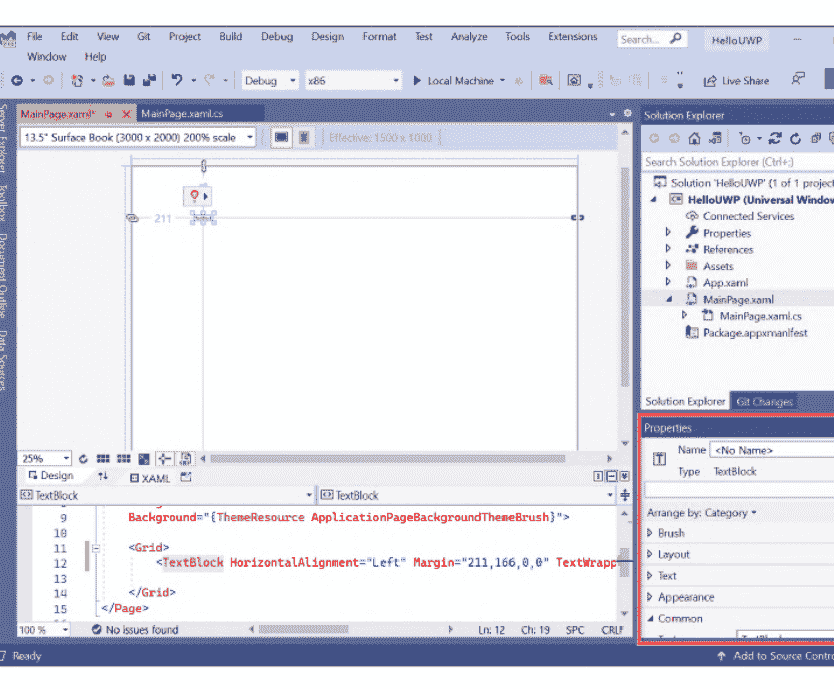 File Edit View Git Project Build Debug Design Format Test Analyze Tools Extensions Search... HelloUWP
Window Help
Debug x86 Local Machine Live Share
MainPage.xaml* MainPage.xaml.cs
13.5" Surface Book (3000 x 2000) 200% scale Effective: 1500 x 1000
211
25%
Design XAML
TextBlock TextBlock
9 Background="{ThemeResource ApplicationPageBackgroundThemeBrush}">
10
11 <Grid>
12 <TextBlock HorizontalAlignment="Left" Margin="211,166,0,0" TextWrapp
13
14 </Grid>
15 </Page>
100 % No issues found Ln: 12 Ch: 19 SPC CRLF
Ready Add to Source Contro
Server Explorer
Toolbox
Document Outline
Data Sources
Solution Explorer
Search Solution Explorer (Ctrl+;)
Solution 'HelloUWP' (1 of 1 project
HelloUWP (Universal Window
Connected Services
Properties
References
Assets
App.xaml
MainPage.xaml
MainPage.xaml.cs
Package.appxmanifest
Solution Explorer Git Changes
Properties
Name <No Name>
Type TextBlock
Arrange by: Category
Brush
Layout
Text
Appearance
Common